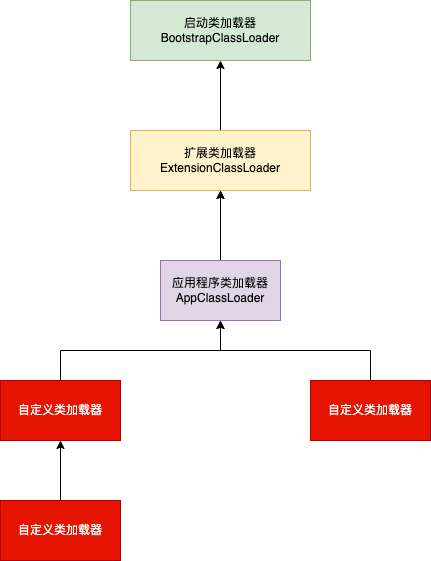 启动类加载器
BootstrapClassLoader
扩展类加载器
ExtensionClassLoader
应用程序类加载器
AppClassLoader
自定义类加载器
自定义类加载器
自定义类加载器